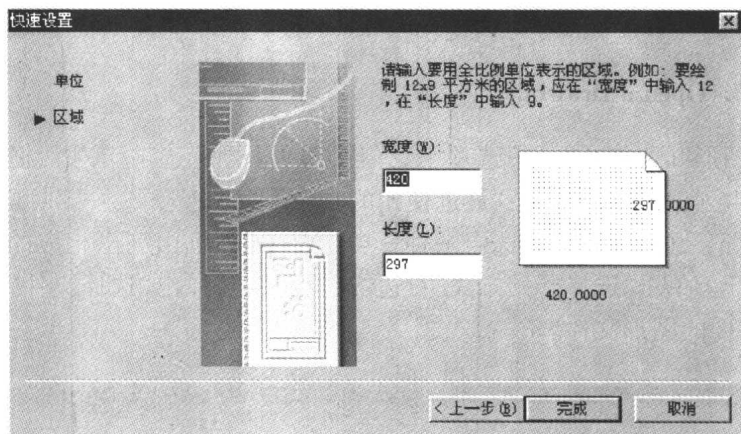 快速设置
单位
区域
请输入要用全比例单位表示的区域。例如：要绘
制 12x9 平方米的区域，应在“宽度”中输入 12
，在“长度”中输入 9。
宽度(W):
420
297.0000
长度(L):
297
420.0000
< 上一步(B)
完成
取消